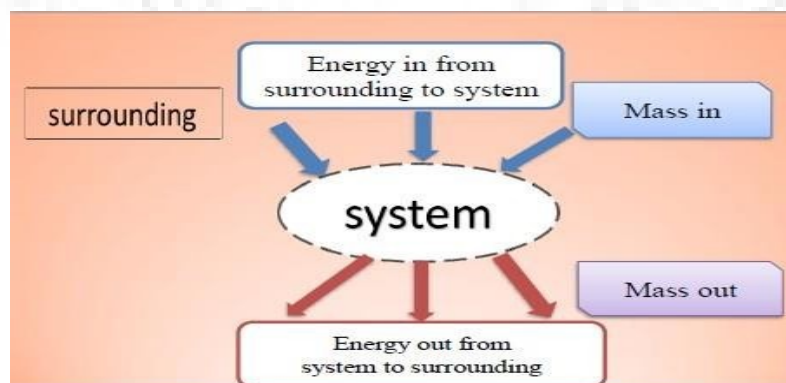 Energy in from
surrounding to system
surrounding
Mass in
system
Mass out
Energy out from
system to surrounding